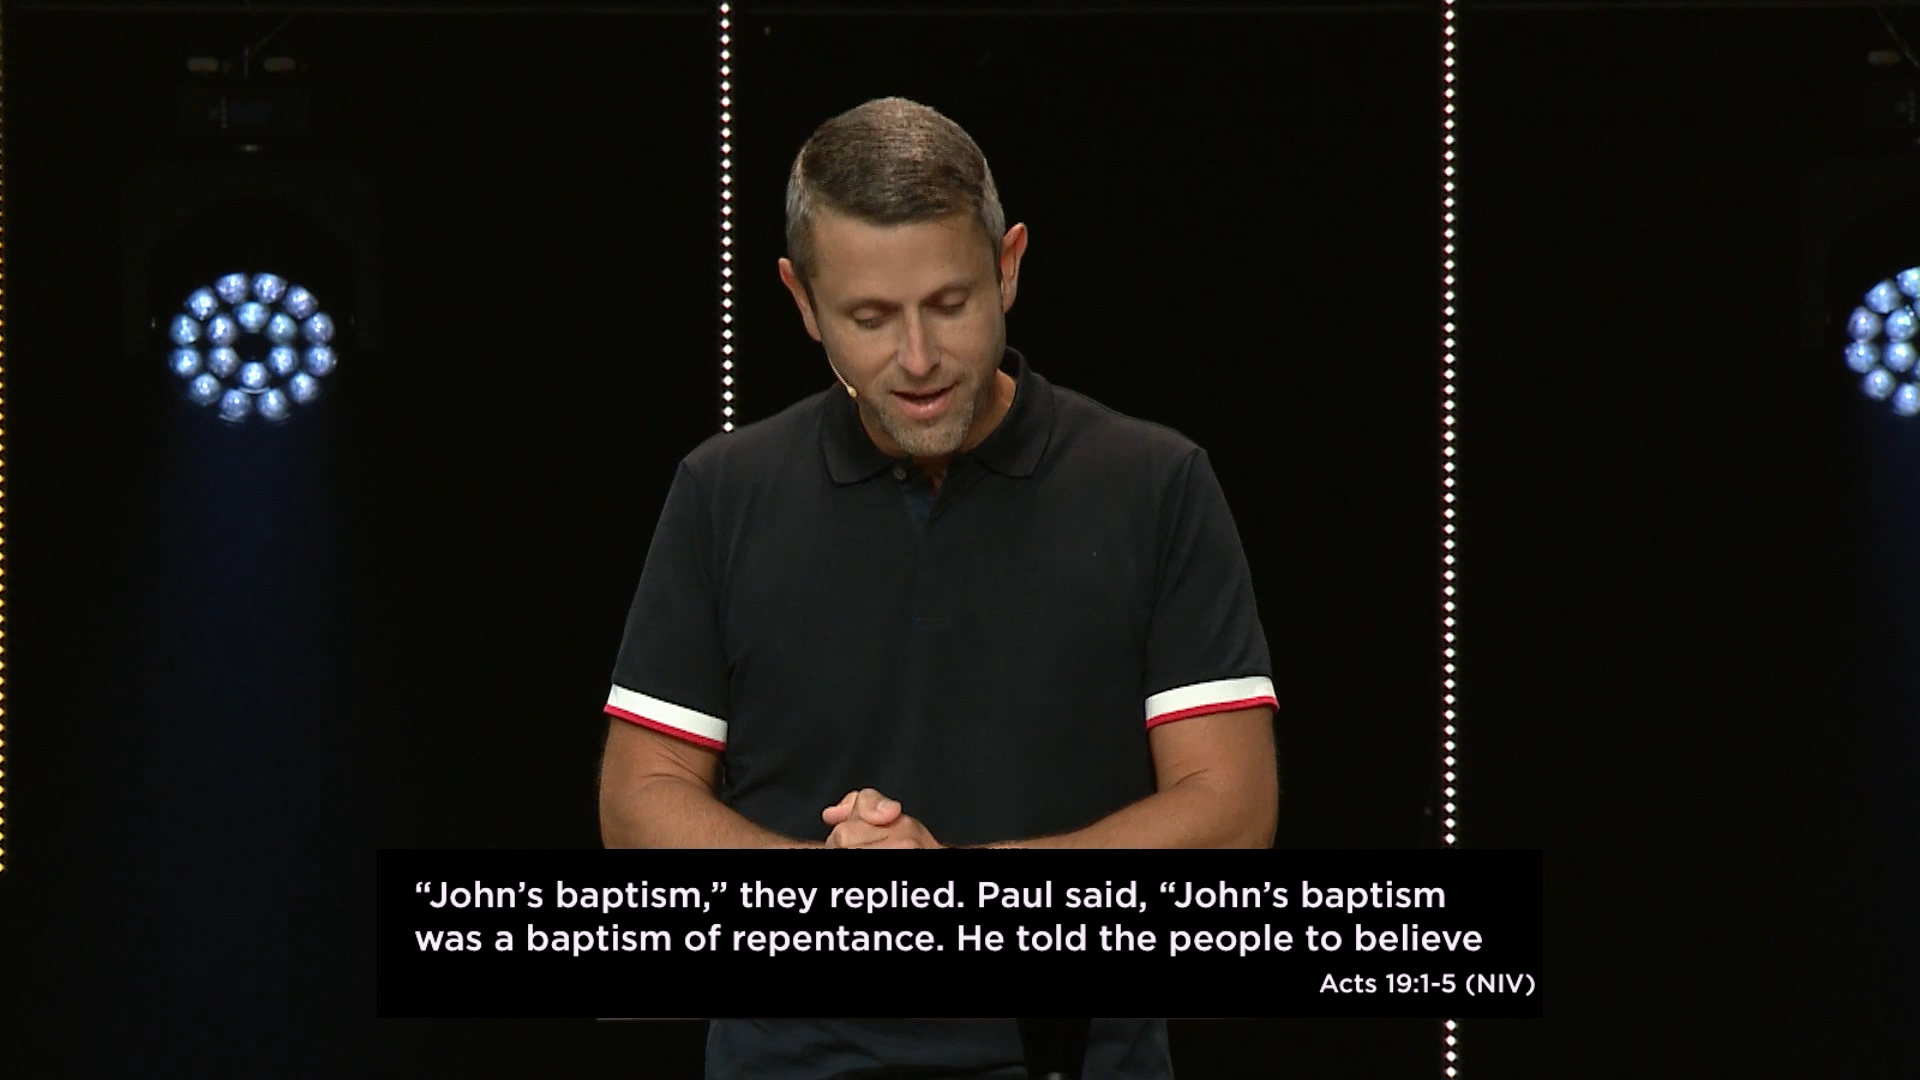 “John’s baptism,” they replied. Paul said, “John’s baptism
was a baptism of repentance. He told the people to believe
Acts 19:1-5 (NIV)